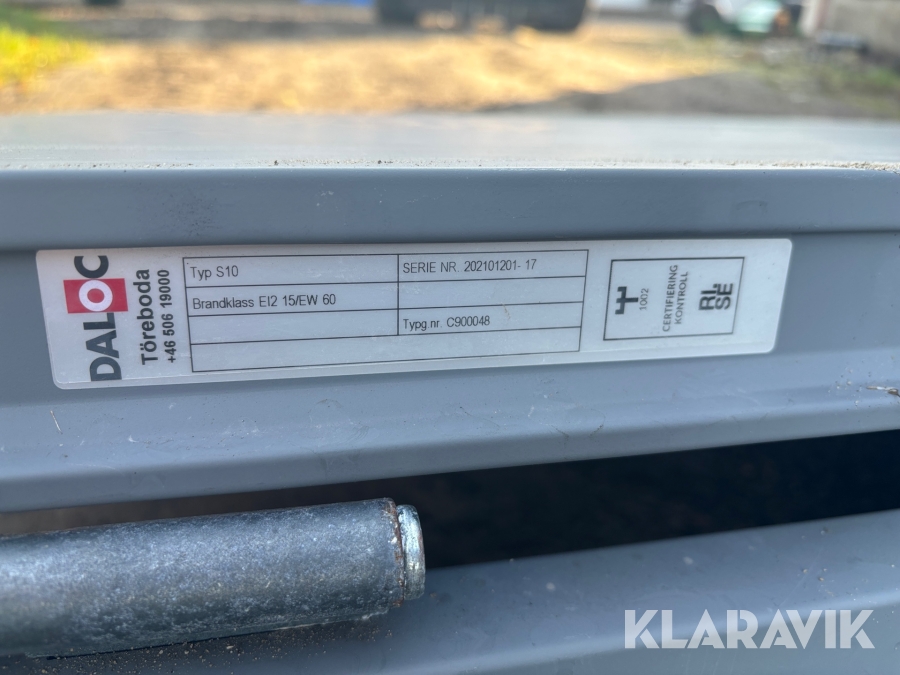 DALOC
Töreboda
+46 506 19000
Typ S10
SERIE NR. 202101201- 17
Brandklass EI2 15/EW 60
Typg.nr. C900048
1002
CERTIFIERING
KONTROLL
RI.
SE
KLARAVIK